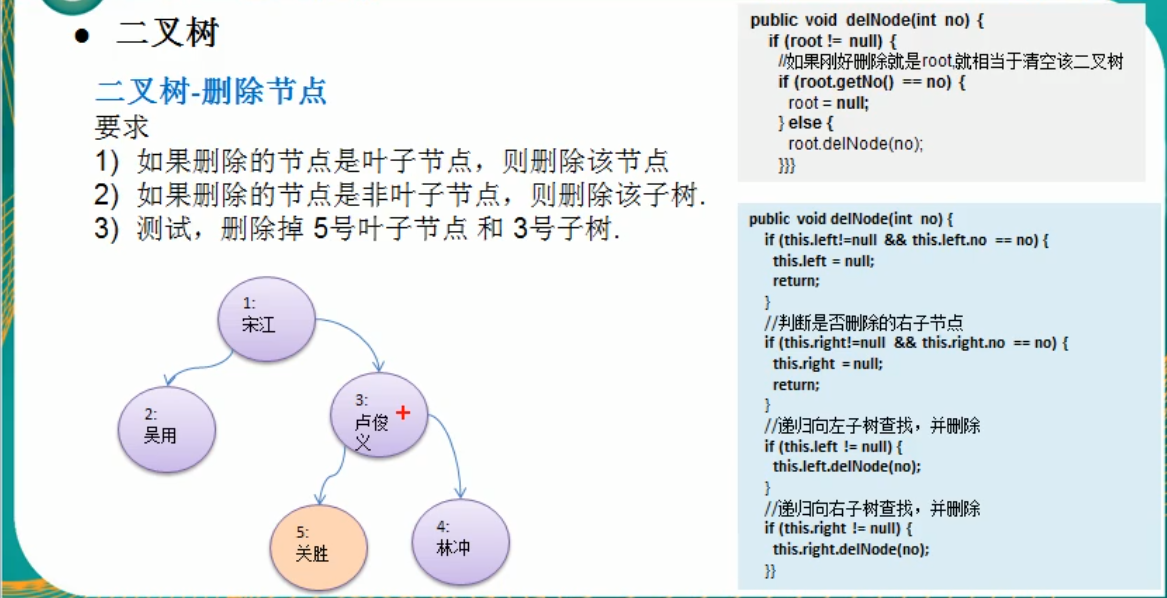 ● 二叉树
二叉树-删除节点
要求
1) 如果删除的节点是叶子节点，则删除该节点
2) 如果删除的节点是非叶子节点，则删除该子树.
3) 测试，删除掉 5号叶子节点 和 3号子树.
1:
宋江
2:
吴用
3:
卢俊
义
5:
关胜
4:
林冲
public void delNode(int no) {
if (root != null) {
//如果刚好删除就是root,就相当于清空该二叉树
if (root.getNo() == no) {
root = null;
} else {
root.delNode(no);
}}}
public void delNode(int no) {
if (this.left!=null && this.left.no == no) {
this.left = null;
return;
}
//判断是否删除的右子节点
if (this.right!=null && this.right.no == no) {
this.right = null;
return;
}
//递归向左子树查找，并删除
if (this.left != null) {
this.left.delNode(no);
}
//递归向右子树查找，并删除
if (this.right != null) {
this.right.delNode(no);
}}